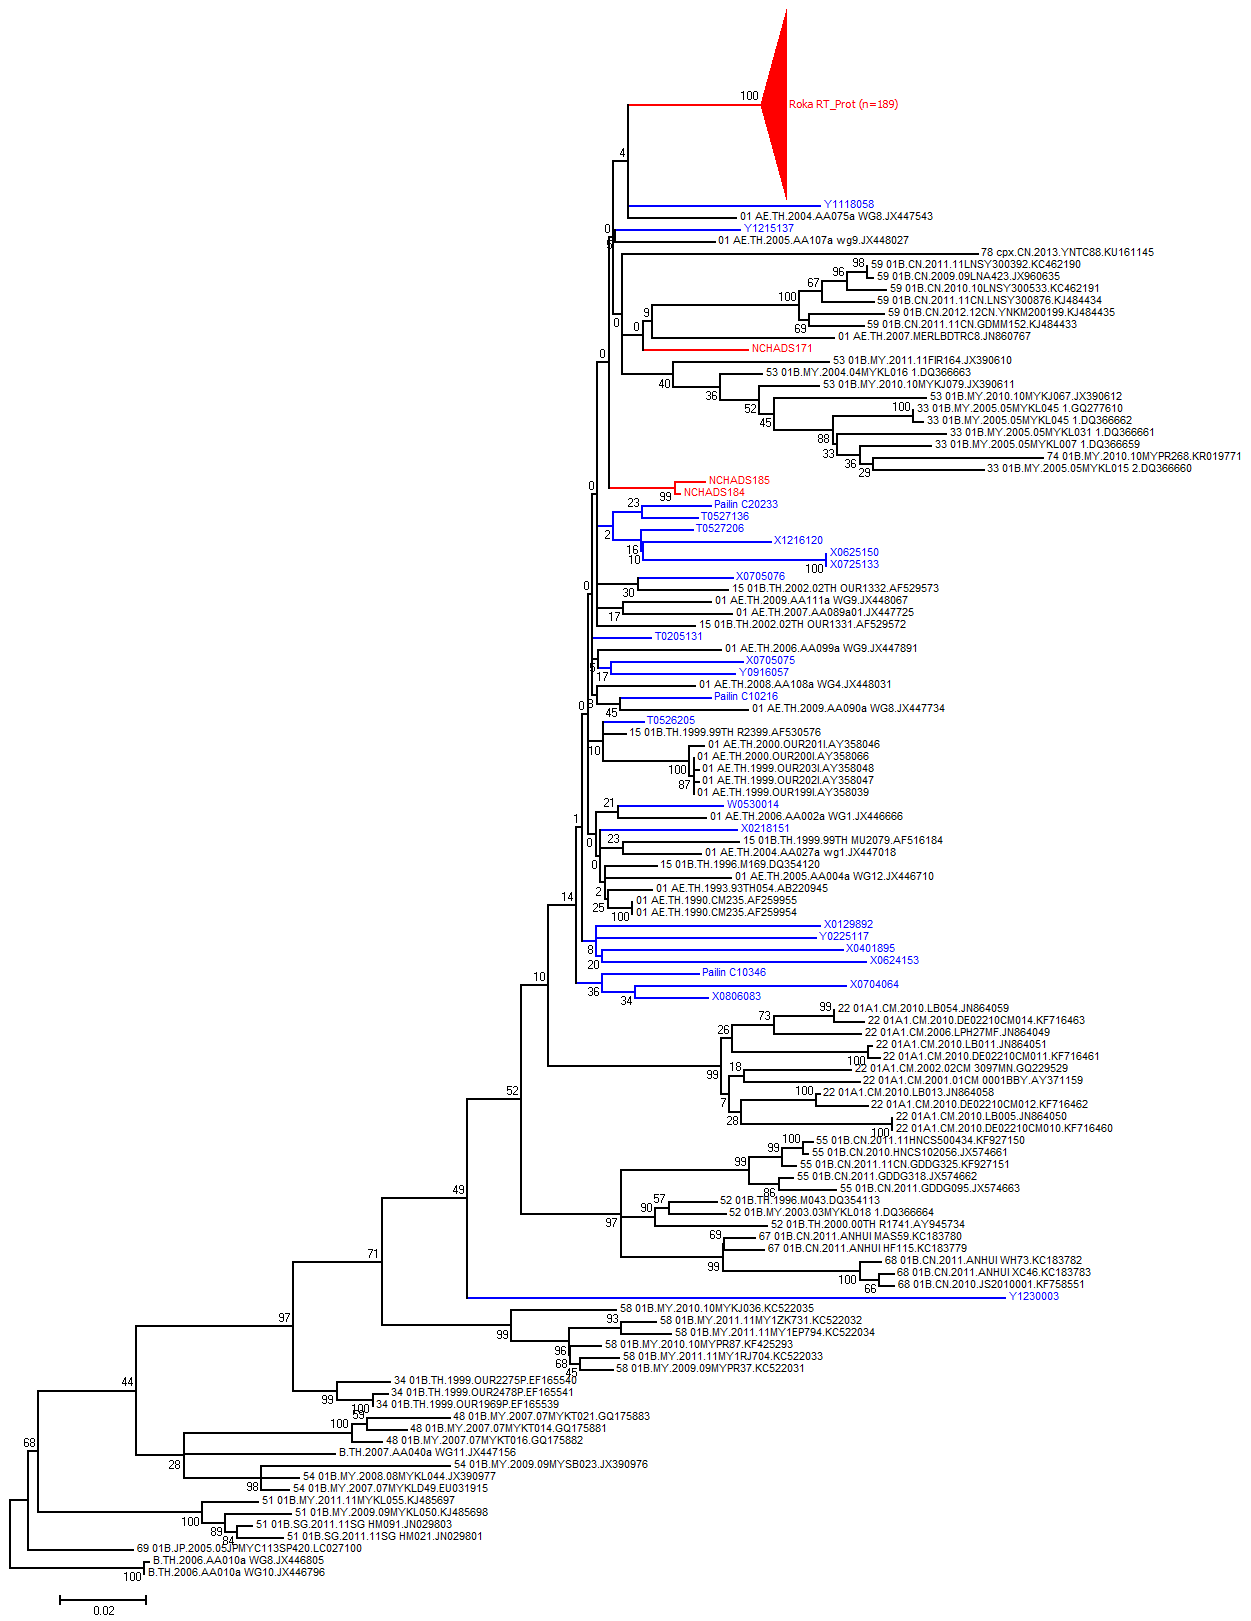 100
Roka RT_Prot (n=189)
4
Y1118058
01 AE.TH.2004.AA075a WG8.JX447543
0
Y1215137
5
01 AE.TH.2005.AA107a wg9.JX448027
78 cpx.CN.2013.YNTC88.KU161145
98
59 01B.CN.2011.11LNSY300392.KC462190
96
59 01B.CN.2009.09LNA423.JX960635
67
59 01B.CN.2010.10LNSY300533.KC462191
100
59 01B.CN.2011.11CN.LNSY300876.KJ484434
9
59 01B.CN.2012.12CN.YNKM200199.KJ484435
0
69
59 01B.CN.2011.11CN.GDMM152.KJ484433
0
01 AE.TH.2007.MERLBDTRC8.JN860767
NCHADS171
0
53 01B.MY.2011.11FIR164.JX390610
53 01B.MY.2004.04MYKL016 1.DQ366663
40
53 01B.MY.2010.10MYKJ079.JX390611
36
53 01B.MY.2010.10MYKJ067.JX390612
52
100
33 01B.MY.2005.05MYKL045 1.GQ277610
45
33 01B.MY.2005.05MYKL045 1.DQ366662
88
33 01B.MY.2005.05MYKL031 1.DQ366661
33 01B.MY.2005.05MYKL007 1.DQ366659
33
74 01B.MY.2010.10MYPR268.KR019771
36
33 01B.MY.2005.05MYKL015 2.DQ366660
29
NCHADS185
0
NCHADS184
99
Pailin C20233
23
T0527136
T0527206
2
X1216120
16
X0625150
10
X0725133
100
X0705076
0
15 01B.TH.2002.02TH OUR1332.AF529573
30
01 AE.TH.2009.AA111a WG9.JX448067
01 AE.TH.2007.AA089a01.JX447725
17
15 01B.TH.2002.02TH OUR1331.AF529572
T0205131
01 AE.TH.2006.AA099a WG9.JX447891
X0705075
5
Y0916057
17
01 AE.TH.2008.AA108a WG4.JX448031
Pailin C10216
0
3
01 AE.TH.2009.AA090a WG8.JX447734
45
T0526205
15 01B.TH.1999.99TH R2399.AF530576
10
01 AE.TH.2000.OUR201I.AY358046
01 AE.TH.2000.OUR200I.AY358066
100
01 AE.TH.1999.OUR203I.AY358048
87
01 AE.TH.1999.OUR202I.AY358047
01 AE.TH.1999.OUR199I.AY358039
21
W0530014
01 AE.TH.2006.AA002a WG1.JX446666
1
X0218151
0
23
15 01B.TH.1999.99TH MU2079.AF516184
01 AE.TH.2004.AA027a wg1.JX447018
0
15 01B.TH.1996.M169.DQ354120
01 AE.TH.2005.AA004a WG12.JX446710
2
01 AE.TH.1993.93TH054.AB220945
14
01 AE.TH.1990.CM235.AF259955
25
01 AE.TH.1990.CM235.AF259954
100
X0129892
Y0225117
8
X0401895
20
X0624153
Pailin C10346
10
X0704064
36
34
X0806083
99
22 01A1.CM.2010.LB054.JN864059
73
22 01A1.CM.2010.DE02210CM014.KF716463
26
22 01A1.CM.2006.LPH27MF.JN864049
22 01A1.CM.2010.LB011.JN864051
22 01A1.CM.2010.DE02210CM011.KF716461
100
18
22 01A1.CM.2002.02CM 3097MN.GQ229529
99
22 01A1.CM.2001.01CM 0001BBY.AY371159
52
100
22 01A1.CM.2010.LB013.JN864058
7
22 01A1.CM.2010.DE02210CM012.KF716462
28
22 01A1.CM.2010.LB005.JN864050
22 01A1.CM.2010.DE02210CM010.KF716460
100
100
55 01B.CN.2011.11HNCS500434.KF927150
99
55 01B.CN.2010.HNCS102056.JX574661
99
55 01B.CN.2011.11CN.GDDG325.KF927151
55 01B.CN.2011.GDDG318.JX574662
86
55 01B.CN.2011.GDDG095.JX574663
49
57
52 01B.TH.1996.M043.DQ354113
90
52 01B.MY.2003.03MYKL018 1.DQ366664
97
52 01B.TH.2000.00TH R1741.AY945734
69
67 01B.CN.2011.ANHUI MAS59.KC183780
67 01B.CN.2011.ANHUI HF115.KC183779
71
99
68 01B.CN.2011.ANHUI WH73.KC183782
100
68 01B.CN.2011.ANHUI XC46.KC183783
66
68 01B.CN.2010.JS2010001.KF758551
Y1230003
97
58 01B.MY.2010.10MYKJ036.KC522035
93
58 01B.MY.2011.11MY1ZK731.KC522032
99
58 01B.MY.2011.11MY1EP794.KC522034
96
58 01B.MY.2010.10MYPR87.KF425293
68
58 01B.MY.2011.11MY1RJ704.KC522033
45
58 01B.MY.2009.09MYPR37.KC522031
44
34 01B.TH.1999.OUR2275P.EF165540
99
34 01B.TH.1999.OUR2478P.EF165541
100
34 01B.TH.1999.OUR1969P.EF165539
59
48 01B.MY.2007.07MYKT021.GQ175883
100
48 01B.MY.2007.07MYKT014.GQ175881
48 01B.MY.2007.07MYKT016.GQ175882
68
B.TH.2007.AA040a WG11.JX447156
28
54 01B.MY.2009.09MYSB023.JX390976
54 01B.MY.2008.08MYKL044.JX390977
98
54 01B.MY.2007.07MYKLD49.EU031915
51 01B.MY.2011.11MYKL055.KJ485697
51 01B.MY.2009.09MYKL050.KJ485698
100
51 01B.SG.2011.11SG HM091.JN029803
89
51 01B.SG.2011.11SG HM021.JN029801
84
69 01B.JP.2005.05JPMYC113SP420.LC027100
B.TH.2006.AA010a WG8.JX446805
B.TH.2006.AA010a WG10.JX446796
100
0.02